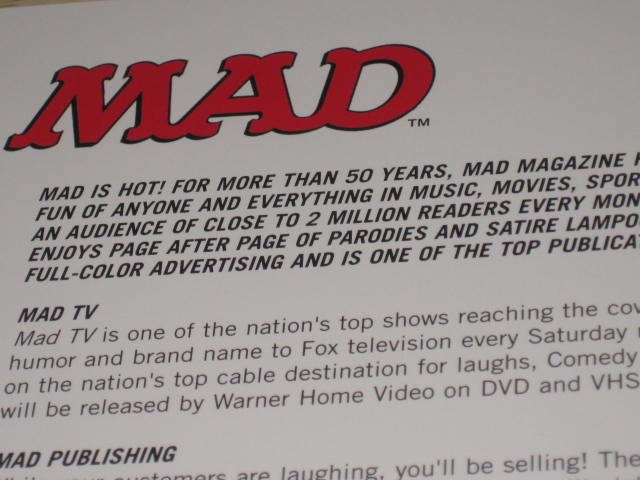 MAD
TM
MAD IS HOT! FOR MORE THAN 50 YEARS, MAD MAGAZINE
FUN OF ANYONE AND EVERYTHING IN MUSIC, MOVIES, SPOR
AN AUDIENCE OF CLOSE TO 2 MILLION READERS EVERY MON
ENJOYS PAGE AFTER PAGE OF PARODIES AND SATIRE LAMPO
FULL-COLOR ADVERTISING AND IS ONE OF THE TOP PUBLICA
MAD TV
Mad TV is one of the nation's top shows reaching the cov
humor and brand name to Fox television every Saturday
on the nation's top cable destination for laughs, Comedy
will be released by Warner Home Video on DVD and VHS
MAD PUBLISHING
your customers are laughing, you'll be selling! The